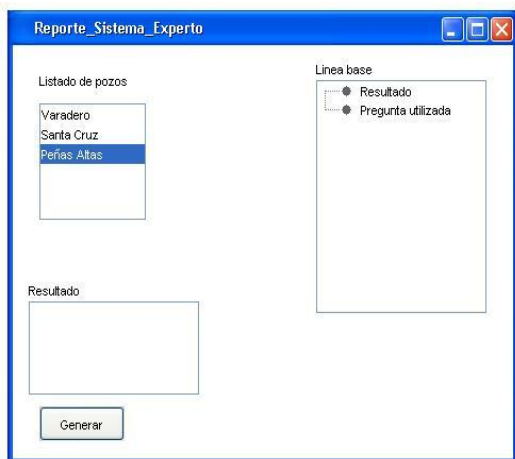 Reporte_Sistema_Experto
Listado de pozos
Varadero
Santa Cruz
Peñas Altas
Linea base
Resultado
Pregunta utilizada
Resultado
Generar